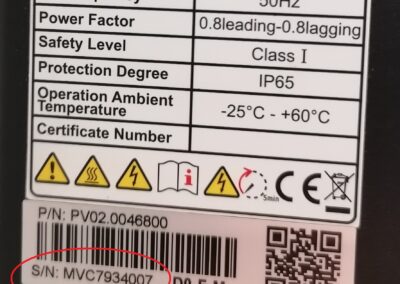 50Hz
Power Factor 0.8leading-0.8lagging
Safety Level Class I
Protection Degree IP65
Operation Ambient Temperature -25°C - +60°C
Certificate Number
5min
CE
P/N: PV02.0046800
S/N: MVC7934007